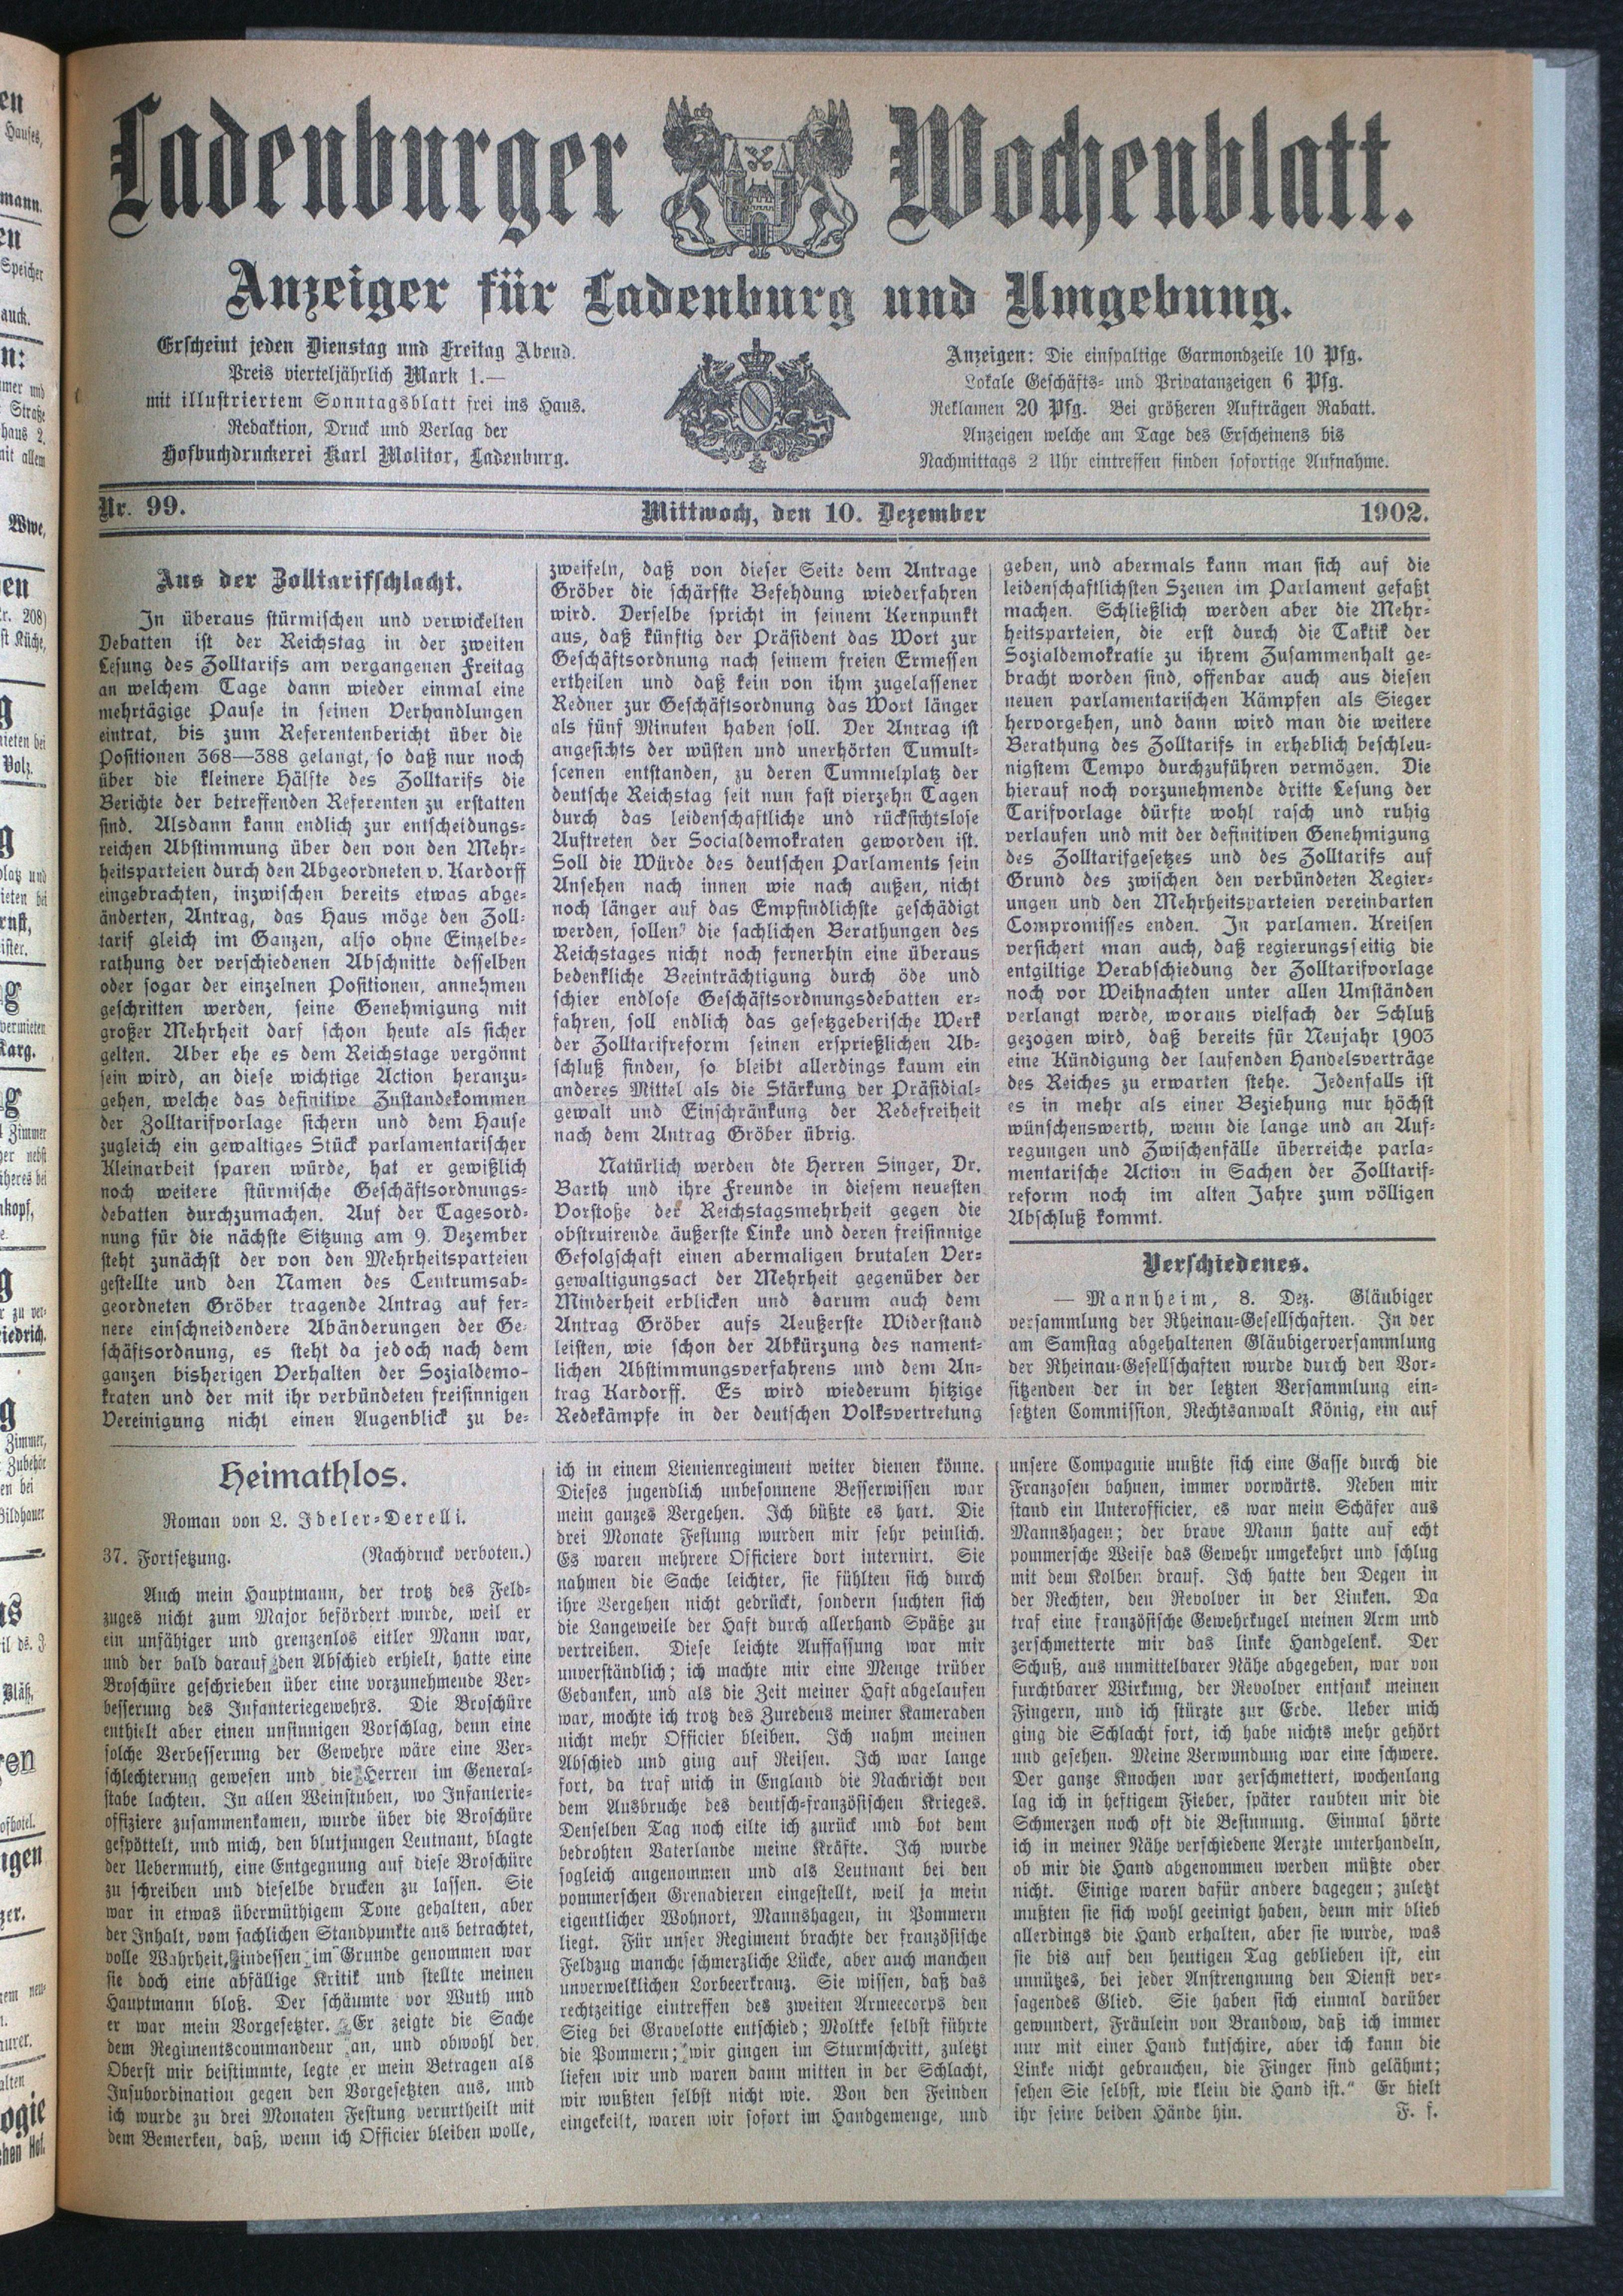 Ladenburger Wochenblatt.
Anzeiger für Ladenburg und Umgebung.
Erscheint jeden Dienstag und Freitag Abend.
Preis vierteljährlich Mark 1.—
mit illustriertem Sonntagsblatt frei ins Haus.
Redaktion, Druck und Verlag der
Hofbuchdruckerei Karl Molitor, Ladenburg.
Anzeigen: Die einspaltige Garmondzeile 10 Pfg.
Lokale Geschäfts- und Privatanzeigen 6 Pfg.
Reklamen 20 Pfg. Bei größeren Aufträgen Rabatt.
Anzeigen welche am Tage des Erscheinens bis
Nachmittags 2 Uhr eintreffen finden sofortige Aufnahme.
Nr. 99. Mittwoch, den 10. Dezember 1902.
Aus der Zolltarifschlacht.
In überaus stürmischen und verwickelten
Debatten ist der Reichstag in der zweiten
Lesung des Zolltarifs am vergangenen Freitag
an welchem Tage dann wieder einmal eine
mehrtägige Pause in seinen Verhandlungen
eintrat, bis zum Referentenbericht über die
Positionen 368—388 gelangt, so daß nur noch
über die kleinere Hälfte des Zolltarifs die
Berichte der betreffenden Referenten zu erstatten
sind. Alsdann kann endlich zur entscheidungs-
reichen Abstimmung über den von den Mehr-
heitsparteien durch den Abgeordneten v. Kardorff
eingebrachten, inzwischen bereits etwas abge-
änderten, Antrag, das Haus möge den Zoll-
tarif gleich im Ganzen, also ohne Einzelbe-
rathung der verschiedenen Abschnitte desselben
oder sogar der einzelnen Positionen, annehmen
geschritten werden, seine Genehmigung mit
großer Mehrheit darf schon heute als sicher
gelten. Aber ehe es dem Reichstage vergönnt
sein wird, an diese wichtige Action heranzu-
gehen, welche das definitive Zustandekommen
der Zolltarifvorlage sichern und dem Hause
zugleich ein gewaltiges Stück parlamentarischer
Kleinarbeit sparen würde, hat er gewißlich
noch weitere stürmische Geschäftsordnungs-
debatten durchzumachen. Auf der Tagesord-
nung für die nächste Sitzung am 9. Dezember
steht zunächst der von den Mehrheitsparteien
gestellte und den Namen des Centrumsab-
geordneten Gröber tragende Antrag auf fer-
nere einschneidendere Abänderungen der Ge-
schäftsordnung, es steht da jedoch nach dem
ganzen bisherigen Verhalten der Sozialdemo-
kraten und der mit ihr verbündeten freisinnigen
Vereinigung nicht einen Augenblick zu be-
zweifeln, daß von dieser Seite dem Antrage
Gröber die schärfste Befehdung wiederfahren
wird. Derselbe spricht in seinem Kernpunkt
aus, daß künftig der Präsident das Wort zur
Geschäftsordnung nach seinem freien Ermessen
ertheilen und daß kein von ihm zugelassener
Redner zur Geschäftsordnung das Wort länger
als fünf Minuten haben soll. Der Antrag ist
angesichts der wüsten und unerhörten Tumult-
scenen entstanden, zu deren Tummelplatz der
deutsche Reichstag seit nun fast vierzehn Tagen
durch das leidenschaftliche und rücksichtslose
Auftreten der Socialdemokraten geworden ist.
Soll die Würde des deutschen Parlaments sein
Ansehen nach innen wie nach außen, nicht
noch länger auf das Empfindlichste geschädigt
werden, sollen die sachlichen Berathungen des
Reichstages nicht noch fernerhin eine überaus
bedenkliche Beeinträchtigung durch öde und
schier endlose Geschäftsordnungsdebatten er-
fahren, soll endlich das gesetzgeberische Werk
der Zolltarifreform seinen ersprießlichen Ab-
schluß finden, so bleibt allerdings kaum ein
anderes Mittel als die Stärkung der Präsidial-
gewalt und Einschränkung der Redefreiheit
nach dem Antrag Gröber übrig.
Natürlich werden dte Herren Singer, Dr.
Barth und ihre Freunde in diesem neuesten
Vorstoße der Reichstagsmehrheit gegen die
obstruirende äußerste Linke und deren freisinnige
Gefolgschaft einen abermaligen brutalen Ver-
gewaltigungsact der Mehrheit gegenüber der
Minderheit erblicken und darum auch dem
Antrag Gröber aufs Aeußerste Widerstand
leisten, wie schon der Abkürzung des nament-
lichen Abstimmungsverfahrens und dem An-
trag Kardorff. Es wird wiederum hitzige
Redekämpfe in der deutschen Volksvertretung
geben, und abermals kann man sich auf die
leidenschaftlichsten Szenen im Parlament gefaßt
machen. Schließlich werden aber die Mehr-
heitsparteien, die erst durch die Taktik der
Sozialdemokratie zu ihrem Zusammenhalt ge-
bracht worden sind, offenbar auch aus diesen
neuen parlamentarischen Kämpfen als Sieger
hervorgehen, und dann wird man die weitere
Berathung des Zolltarifs in erheblich beschleu-
nigstem Tempo durchzuführen vermögen. Die
hierauf noch vorzunehmende dritte Lesung der
Tarifvorlage dürfte wohl rasch und ruhig
verlaufen und mit der definitiven Genehmigung
des Zolltarifgesetzes und des Zolltarifs auf
Grund des zwischen den verbündeten Regier-
ungen und den Mehrheitsparteien vereinbarten
Compromisses enden. In parlamen. Kreisen
versichert man auch, daß regierungsseitig die
entgiltige Verabschiedung der Zolltarifvorlage
noch vor Weihnachten unter allen Umständen
verlangt werde, woraus vielfach der Schluß
gezogen wird, daß bereits für Neujahr 1903
eine Kündigung der laufenden Handelsverträge
des Reiches zu erwarten stehe. Jedenfalls ist
es in mehr als einer Beziehung nur höchst
wünschenswerth, wenn die lange und an Auf-
regungen und Zwischenfälle überreiche parla-
mentarische Action in Sachen der Zolltarif-
reform noch im alten Jahre zum völligen
Abschluß kommt.
Verschiedenes.
— Mannheim, 8. Dez. Gläubiger
versammlung der Rheinau-Gesellschaften. In der
am Samstag abgehaltenen Gläubigerversammlung
der Rheinau-Gesellschaften wurde durch den Vor-
sitzenden der in der letzten Versammlung ein-
setzten Commission, Rechtsanwalt König, ein auf
Heimathlos.
Roman von L. Ideler-Derelli.
37. Fortsetzung. (Nachdruck verboten.)
Auch mein Hauptmann, der trotz des Feld-
zuges nicht zum Major befördert wurde, weil er
ein unfähiger und grenzenlos eitler Mann war,
und der bald darauf den Abschied erhielt, hatte eine
Broschüre geschrieben über eine vorzunehmende Ver-
besserung des Infanteriegewehrs. Die Broschüre
enthielt aber einen unsinnigen Vorschlag, denn eine
solche Verbesserung der Gewehre wäre eine Ver-
schlechterung gewesen und die Herren im General-
stabe lachten. In allen Weinstuben, wo Infanterie-
offiziere zusammenkamen, wurde über die Broschüre
gespöttelt, und mich, den blutjungen Leutnant, blagte
der Uebermuth, eine Entgegnung auf diese Broschüre
zu schreiben und dieselbe drucken zu lassen. Sie
war in etwas übermüthigem Tone gehalten, aber
der Inhalt, vom sachlichen Standpunkte aus betrachtet,
volle Wahrheit, indessen im Grunde genommen war
sie doch eine abfällige Kritik und stellte meinen
Hauptmann bloß. Der schäumte vor Wuth und
er war mein Vorgesetzter. Er zeigte die Sache
dem Regimentscommandeur an, und obwohl der
Oberst mir beistimmte, legte er mein Betragen als
Insubordination gegen den Vorgesetzten aus, und
ich wurde zu drei Monaten Festung verurtheilt mit
dem Bemerken, daß, wenn ich Officier bleiben wolle,
ich in einem Lienienregiment weiter dienen könne.
Dieses jugendlich unbesonnene Besserwissen war
mein ganzes Vergehen. Ich büßte es hart. Die
drei Monate Festung wurden mir sehr peinlich.
Es waren mehrere Officiere dort internirt. Sie
nahmen die Sache leichter, sie fühlten sich durch
ihre Vergehen nicht gedrückt, sondern suchten sich
die Langeweile der Haft durch allerhand Späße zu
vertreiben. Diese leichte Auffassung war mir
unverständlich; ich machte mir eine Menge trüber
Gedanken, und als die Zeit meiner Haft abgelaufen
war, mochte ich trotz des Zuredens meiner Kameraden
nicht mehr Officier bleiben. Ich nahm meinen
Abschied und ging auf Reisen. Ich war lange
fort, da traf mich in England die Nachricht von
dem Ausbruche des deutsch-französischen Krieges.
Denselben Tag noch eilte ich zurück und bot dem
bedrohten Vaterlande meine Kräfte. Ich wurde
sogleich angenommen und als Leutnant bei den
pommerschen Grenadieren eingestellt, weil ja mein
eigentlicher Wohnort, Mannshagen, in Pommern
liegt. Für unser Regiment brachte der französische
Feldzug manche schmerzliche Lücke, aber auch manchen
unverwelklichen Lorbeerkranz. Sie wissen, daß das
rechtzeitige eintreffen des zweiten Armeecorps den
Sieg bei Gravelotte entschied; Moltke selbst führte
die Pommern; wir gingen im Sturmschritt, zuletzt
liefen wir und waren dann mitten in der Schlacht,
wir wußten selbst nicht wie. Von den Feinden
eingekeilt, waren wir sofort im Handgemenge, und
unsere Compagnie mußte sich eine Gasse durch die
Franzosen bahnen, immer vorwärts. Neben mir
stand ein Unterofficier, es war mein Schäfer aus
Mannshagen; der brave Mann hatte auf echt
pommersche Weise das Gewehr umgekehrt und schlug
mit dem Kolben drauf. Ich hatte den Degen in
der Rechten, den Revolver in der Linken. Da
traf eine französische Gewehrkugel meinen Arm und
zerschmetterte mir das linke Handgelenk. Der
Schuß, aus unmittelbarer Nähe abgegeben, war von
furchtbarer Wirkung, der Revolver entsank meinen
Fingern, und ich stürzte zur Erde. Ueber mich
ging die Schlacht fort, ich habe nichts mehr gehört
und gesehen. Meine Verwundung war eine schwere.
Der ganze Knochen war zerschmettert, wochenlang
lag ich in heftigem Fieber, später raubten mir die
Schmerzen noch oft die Besinnung. Einmal hörte
ich in meiner Nähe verschiedene Aerzte unterhandeln,
ob mir die Hand abgenommen werden müßte oder
nicht. Einige waren dafür andere dagegen; zuletzt
mußten sie sich wohl geeinigt haben, denn mir blieb
allerdings die Hand erhalten, aber sie wurde, was
sie bis auf den heutigen Tag geblieben ist, ein
unnützes, bei jeder Anstrengnung den Dienst ver-
sagendes Glied. Sie haben sich einmal darüber
gewundert, Fräulein von Brandow, daß ich immer
nur mit einer Hand kutschire, aber ich kann die
Linke nicht gebrauchen, die Finger sind gelähmt;
sehen Sie selbst, wie klein die Hand ist.“ Er hielt
ihr seine beiden Hände hin. F. f.